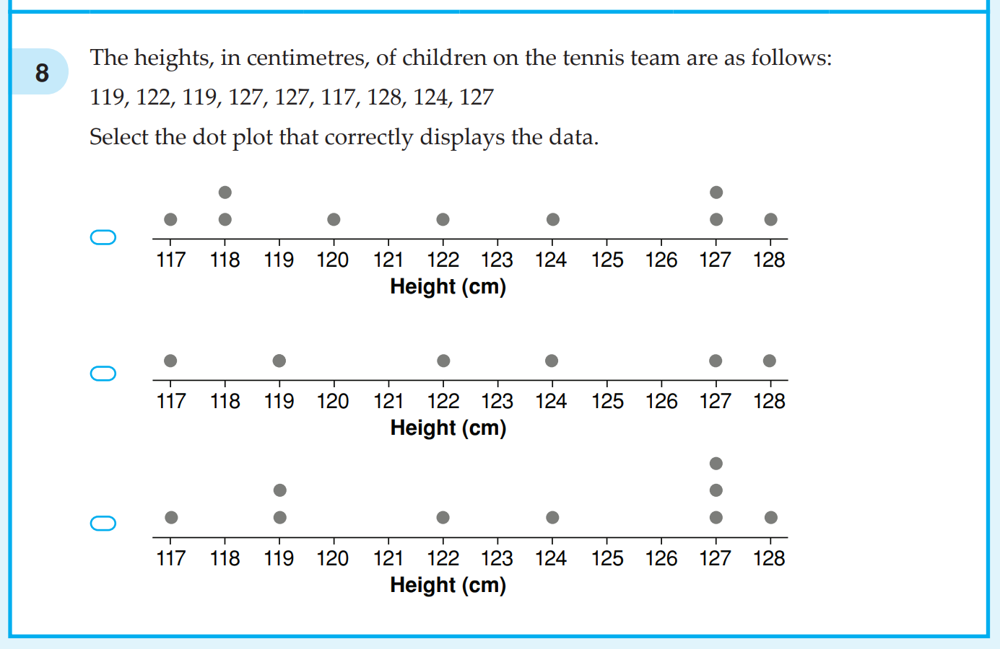 8
The heights, in centimetres, of children on the tennis team are as follows:
119, 122, 119, 127, 127, 117, 128, 124, 127
Select the dot plot that correctly displays the data.
117 118 119 120 121 122 123 124 125 126 127 128
Height (cm)
117 118 119 120 121 122 123 124 125 126 127 128
Height (cm)
117 118 119 120 121 122 123 124 125 126 127 128
Height (cm)